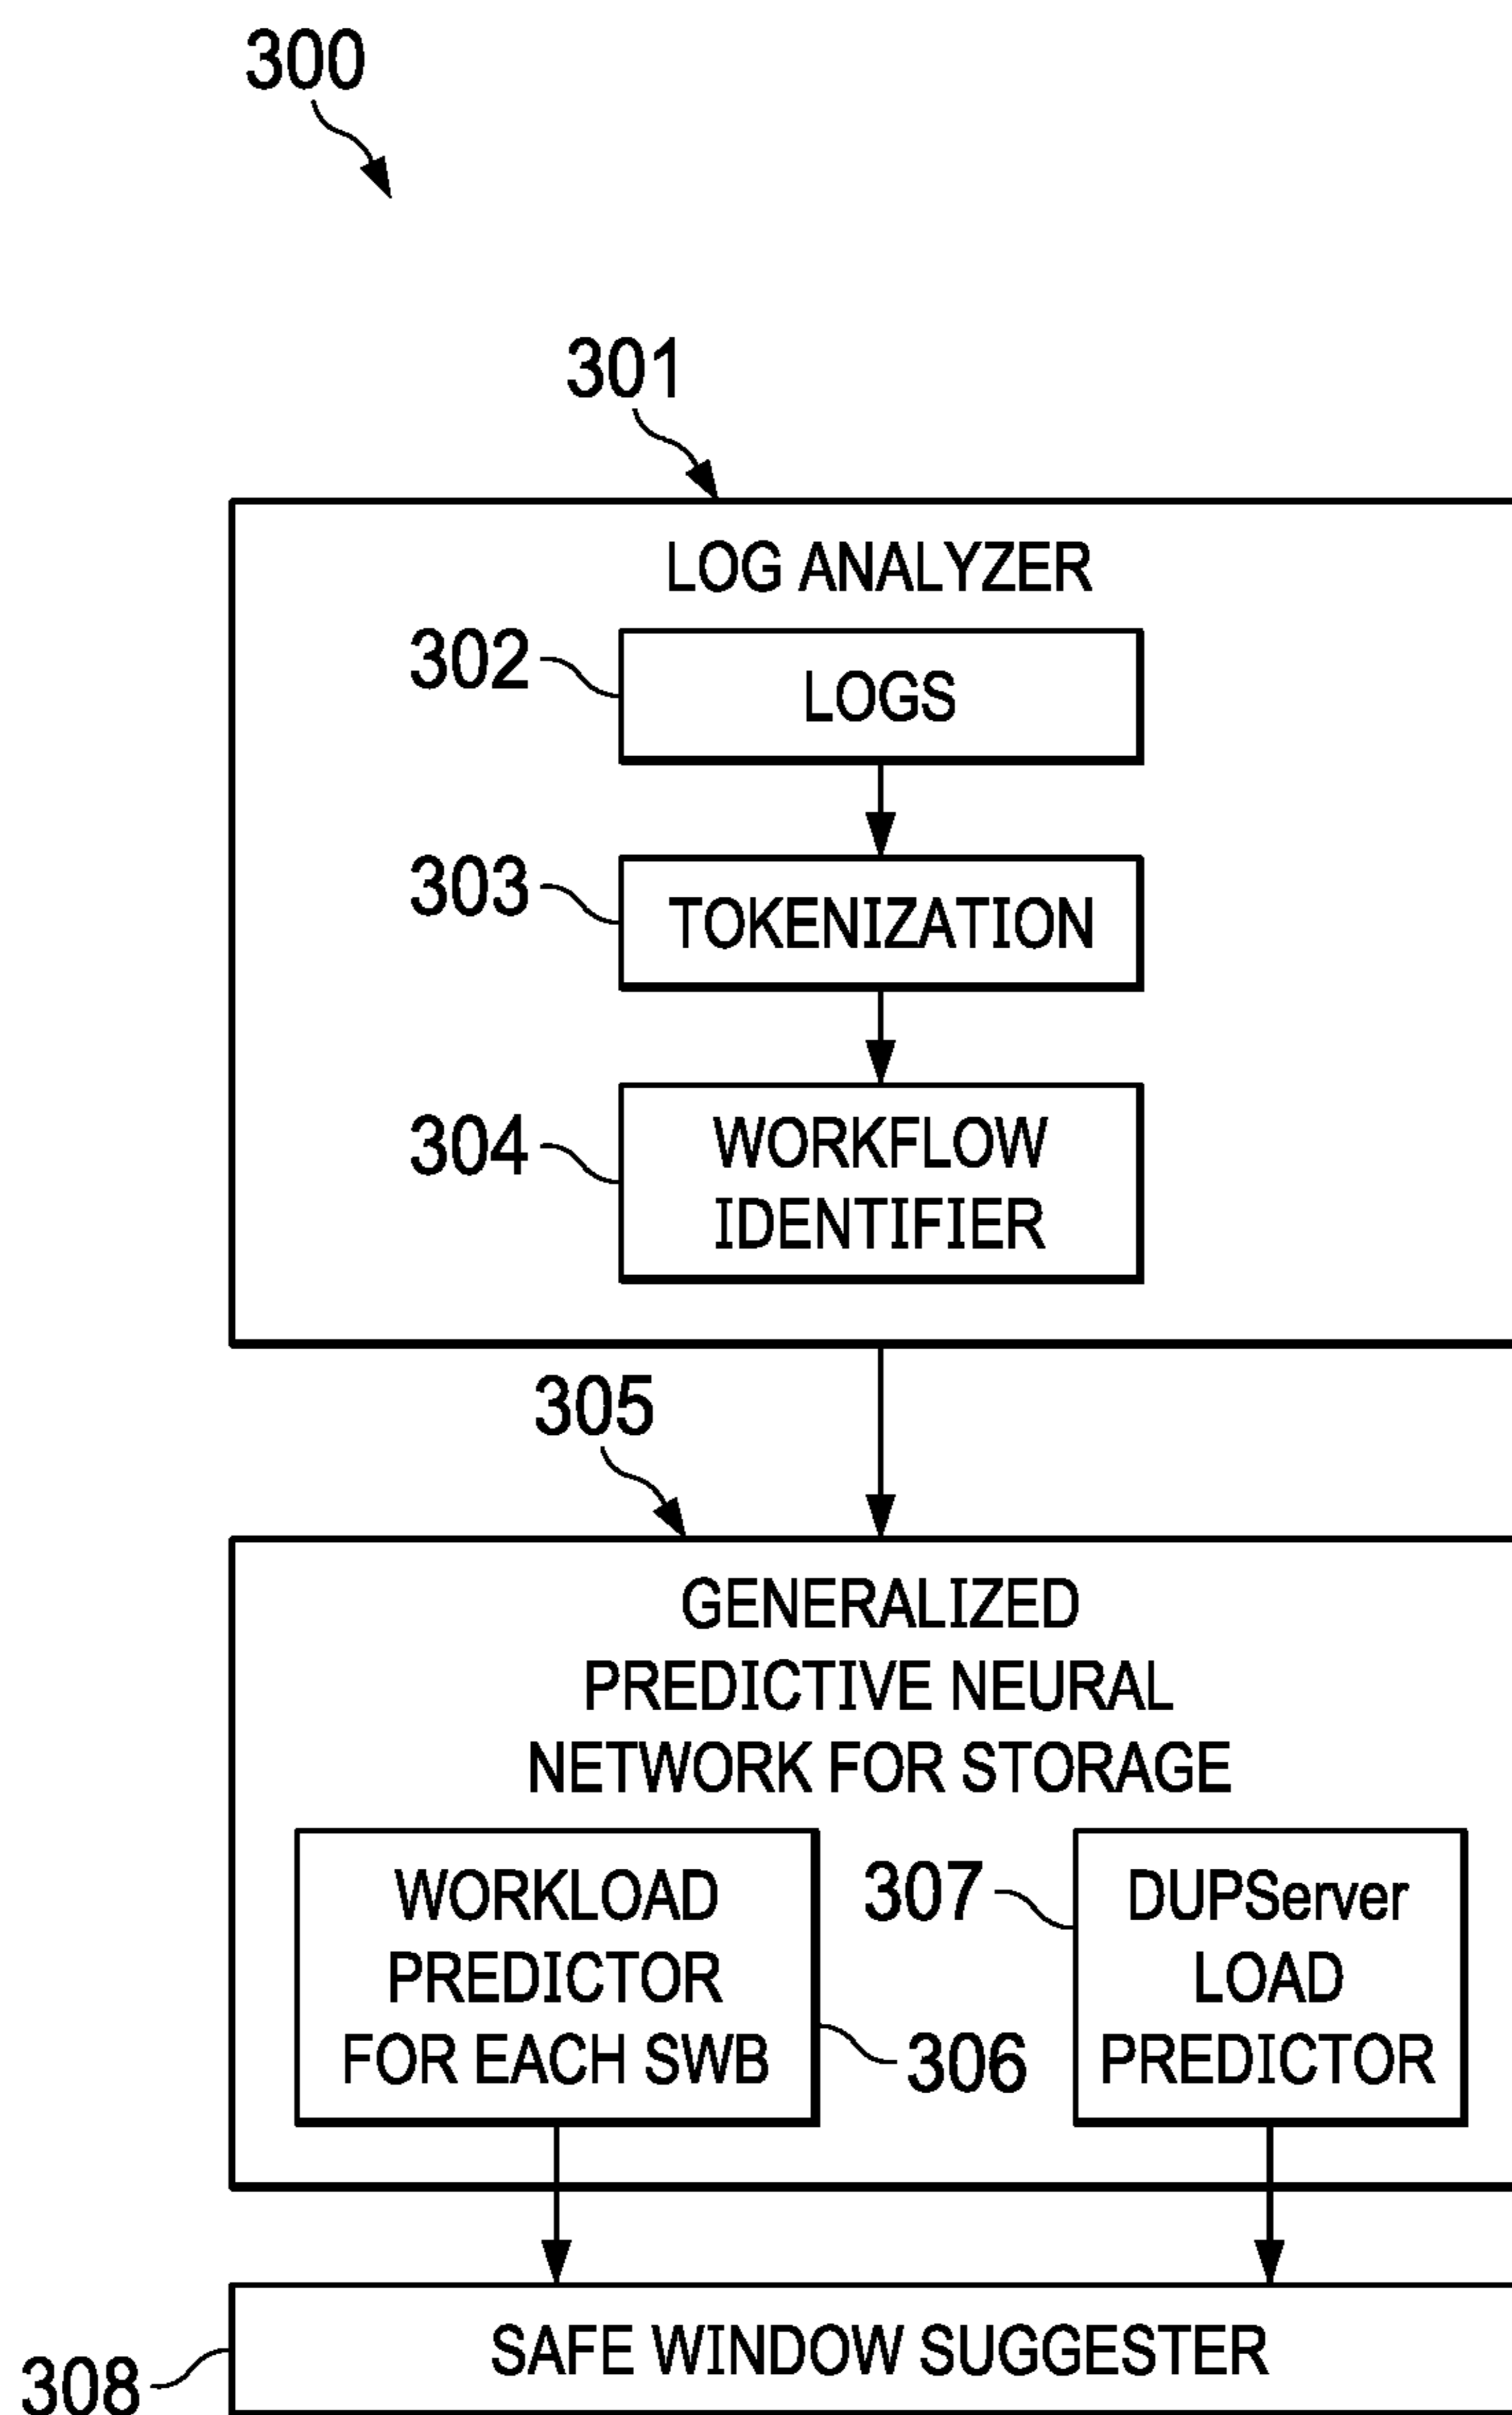 300
301
LOG ANALYZER
302
LOGS
303
TOKENIZATION
304
WORKFLOW
IDENTIFIER
305
GENERALIZED
PREDICTIVE NEURAL
NETWORK FOR STORAGE
WORKLOAD
PREDICTOR
FOR EACH SWB
306
307
DUPServer
LOAD
PREDICTOR
SAFE WINDOW SUGGESTER
308